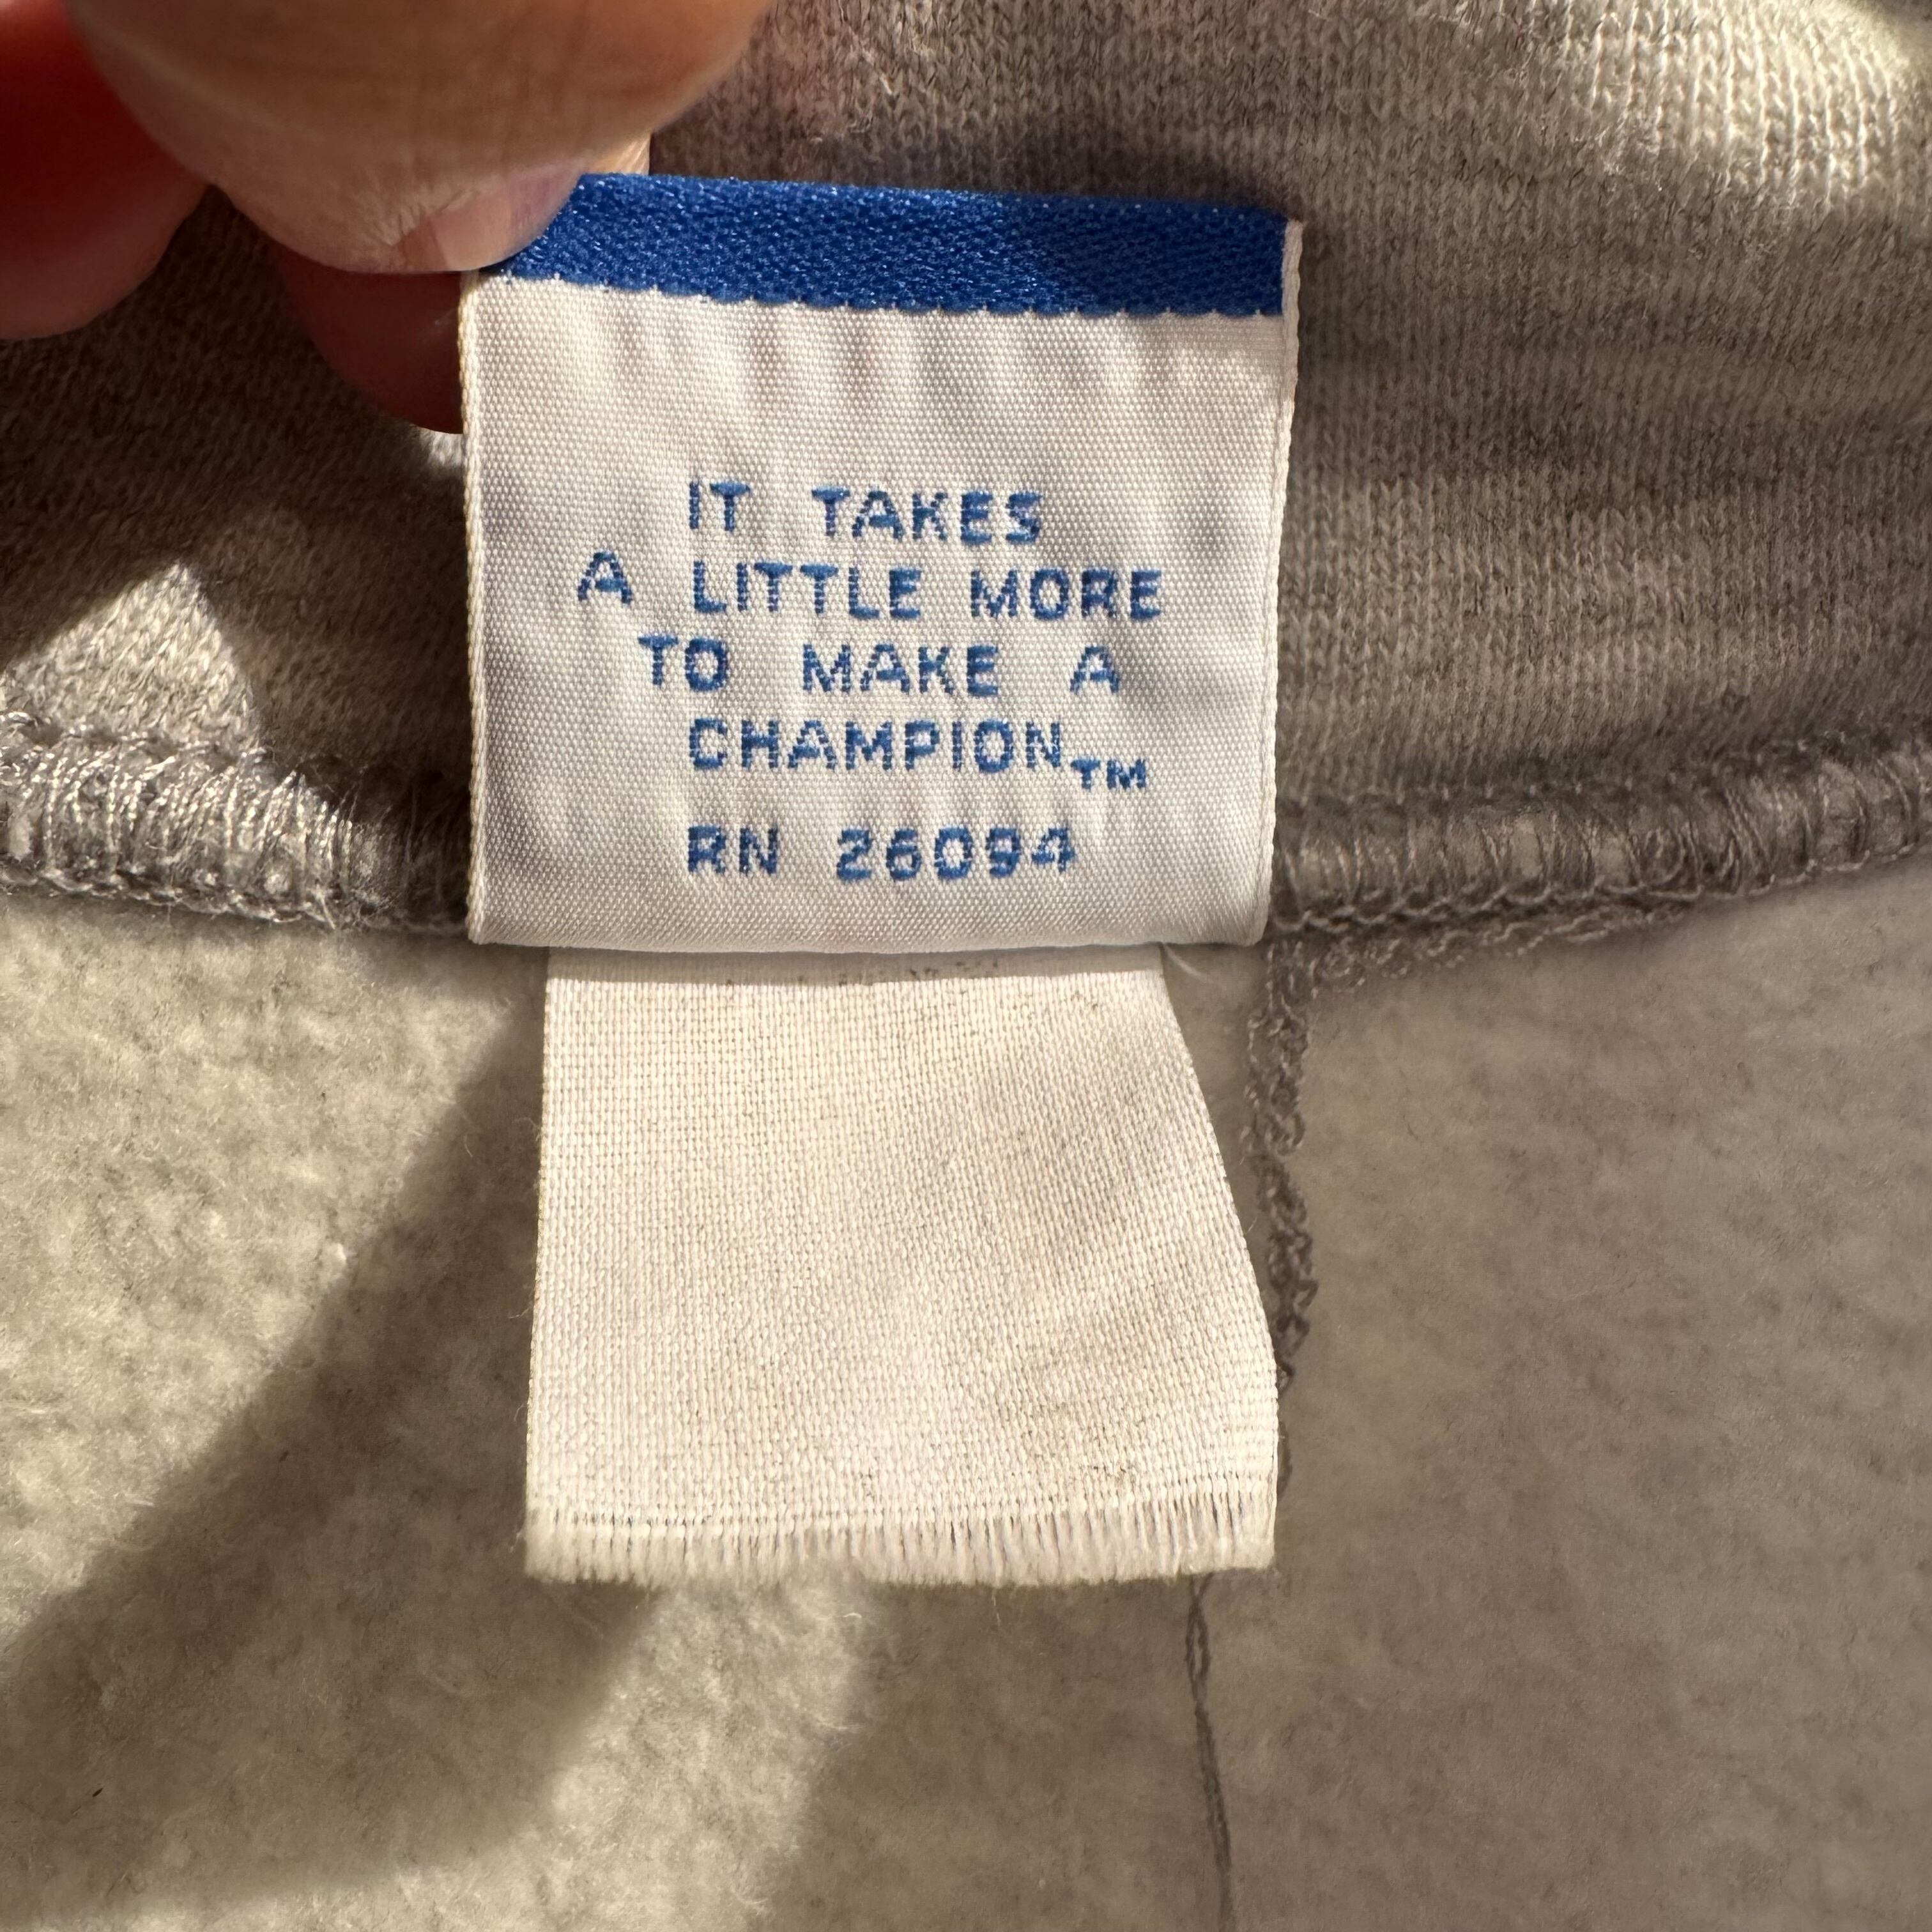 IT TAKES
A LITTLE MORE
TO MAKE A
CHAMPION™
RN 26094